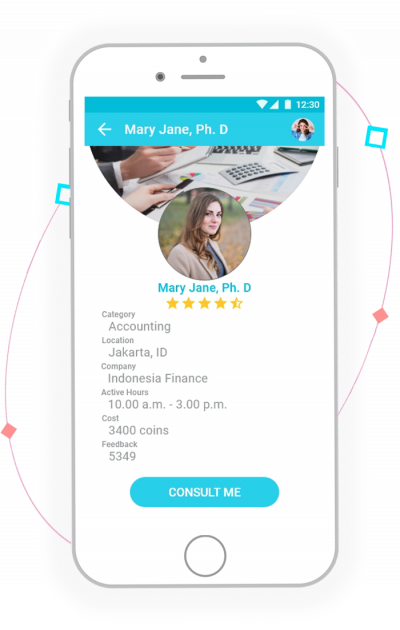 12:30
Mary Jane, Ph. D
Mary Jane, Ph. D
Category
Accounting
Location
Jakarta, ID
Company
Indonesia Finance
Active Hours
10.00 a.m. - 3.00 p.m.
Cost
3400 coins
Feedback
5349
CONSULT ME